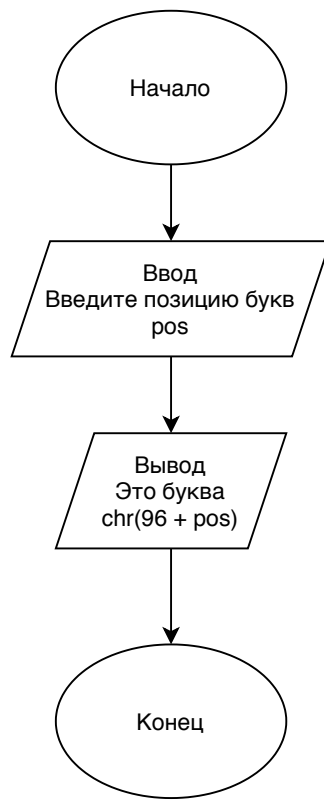 Начало
Ввод
Введите позицию букв
pos
Вывод
Это буква
chr(96 + pos)
Конец